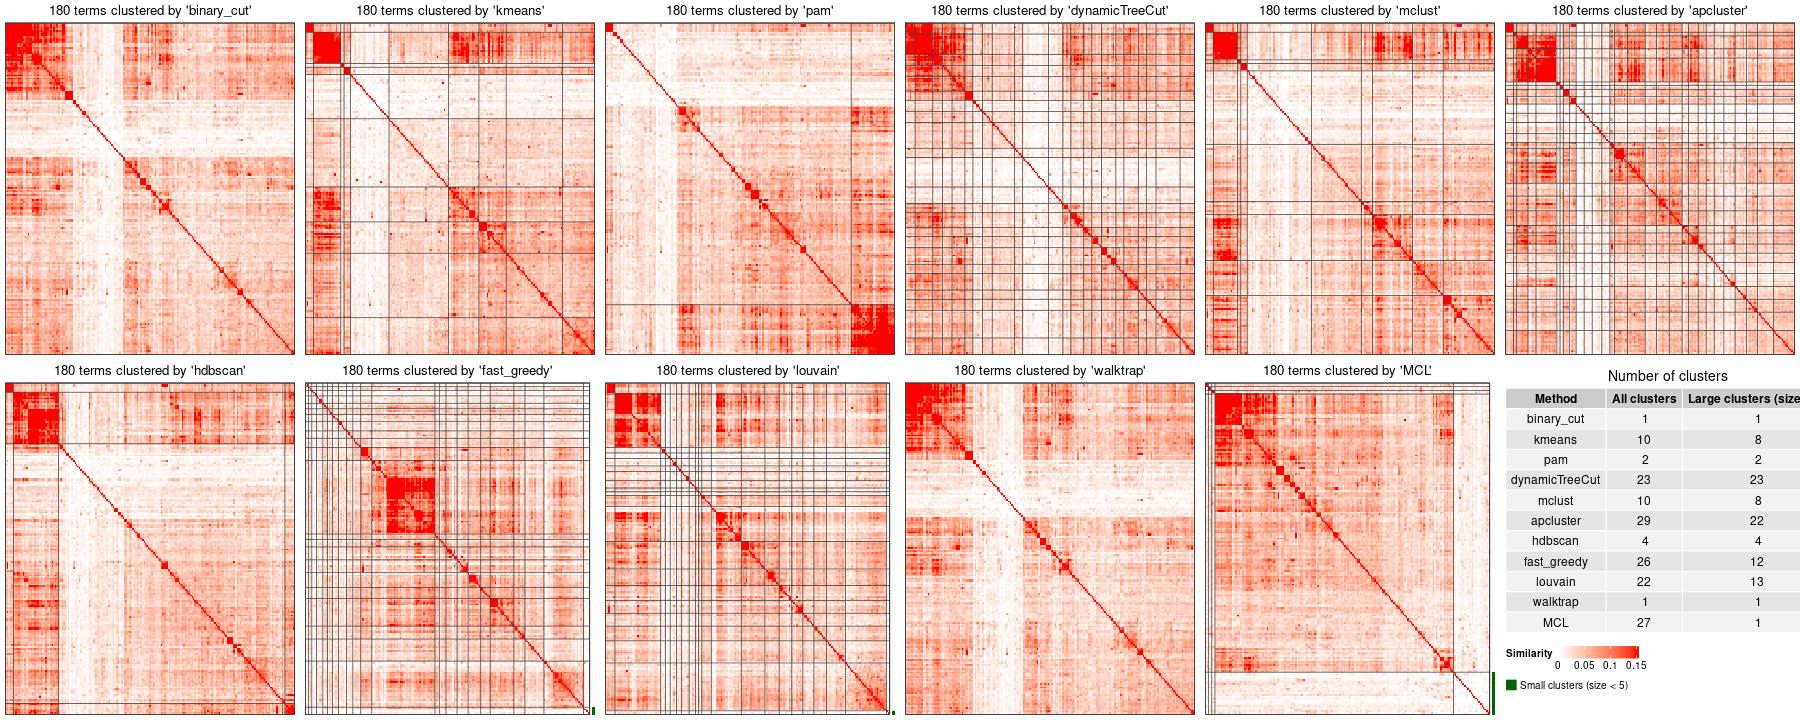 180 terms clustered by 'binary_cut'
180 terms clustered by 'kmeans'
180 terms clustered by 'pam'
180 terms clustered by 'dynamicTreeCut'
180 terms clustered by 'mclust'
180 terms clustered by 'apcluster'
180 terms clustered by 'hdbscan'
180 terms clustered by 'fast_greedy'
180 terms clustered by 'louvain'
180 terms clustered by 'walktrap'
180 terms clustered by 'MCL'
Number of clusters
Method All clusters Large clusters (size
binary_cut 1 1
kmeans 10 8
pam 2 2
dynamicTreeCut 23 23
mclust 10 8
apcluster 29 22
hdbscan 4 4
fast_greedy 26 12
louvain 22 13
walktrap 1 1
MCL 27 1
Similarity
0 0.05 0.1 0.15
Small clusters (size < 5)